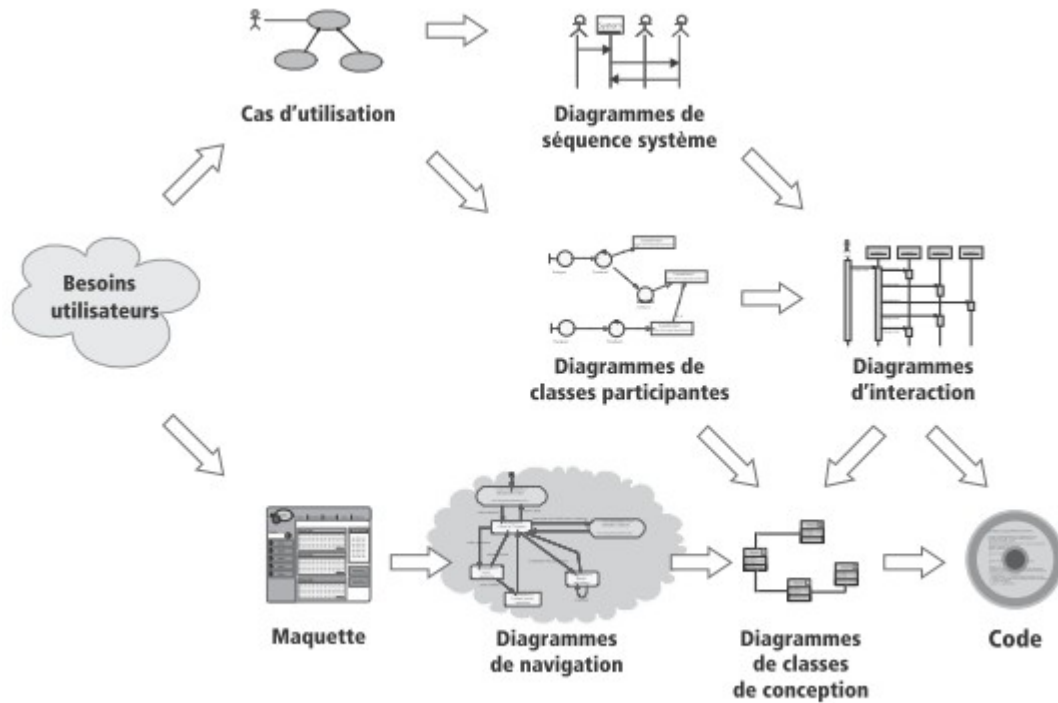 Cas d'utilisation
Diagrammes de
séquence système
Besoins
utilisateurs
Diagrammes de
classes participantes
Diagrammes
d'interaction
Maquette
Diagrammes
de navigation
Diagrammes
de classes
de conception
Code